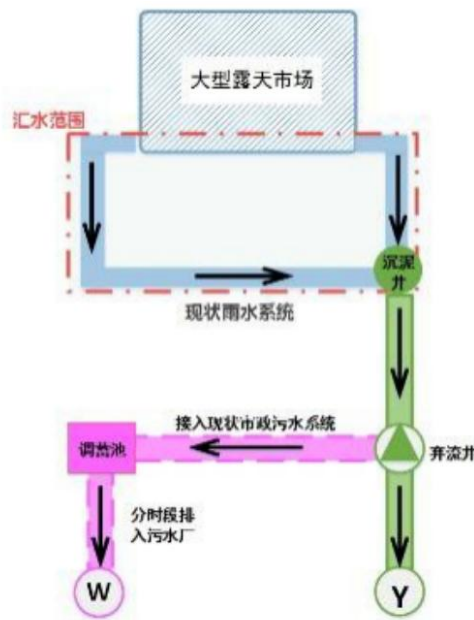 大型露天市场
汇水范围
沉泥
井
现状雨水系统
接入现状市政污水系统
调蓄池
弃流井
分时段排
入污水厂
W
Y